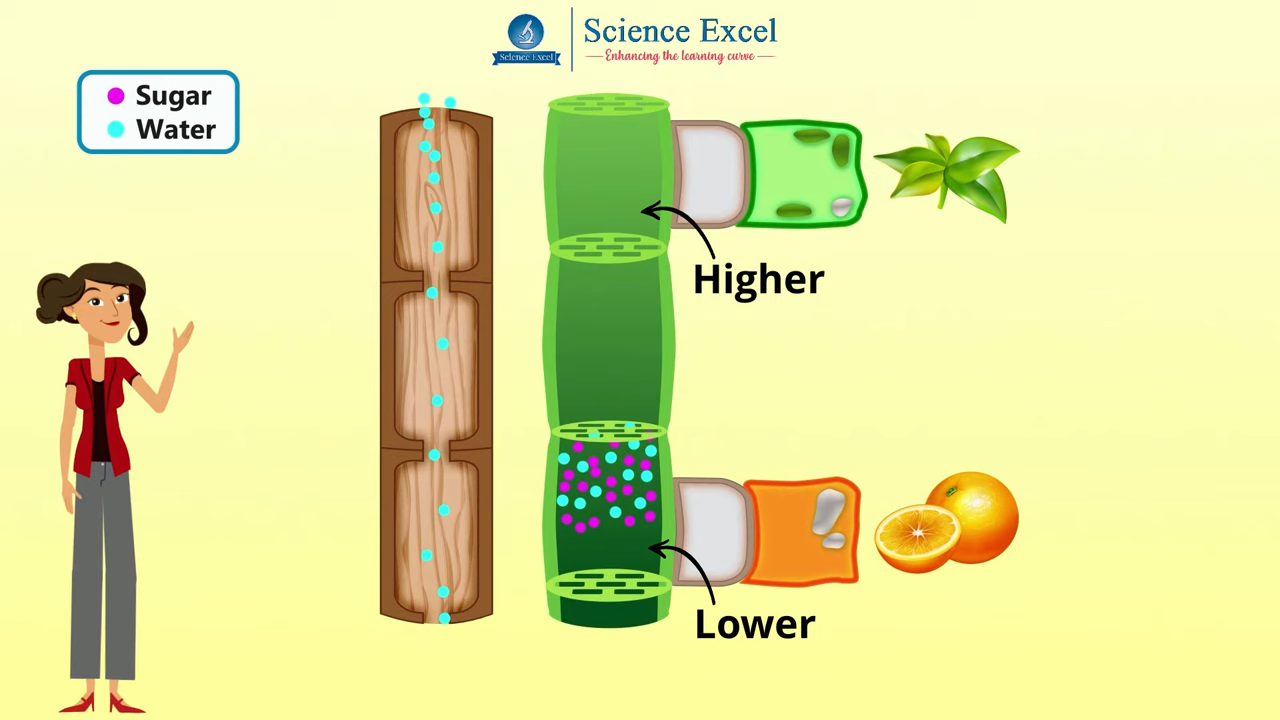 Science Excel
Science Excel
Enhancing the learning curve
Sugar
Water
Higher
Lower